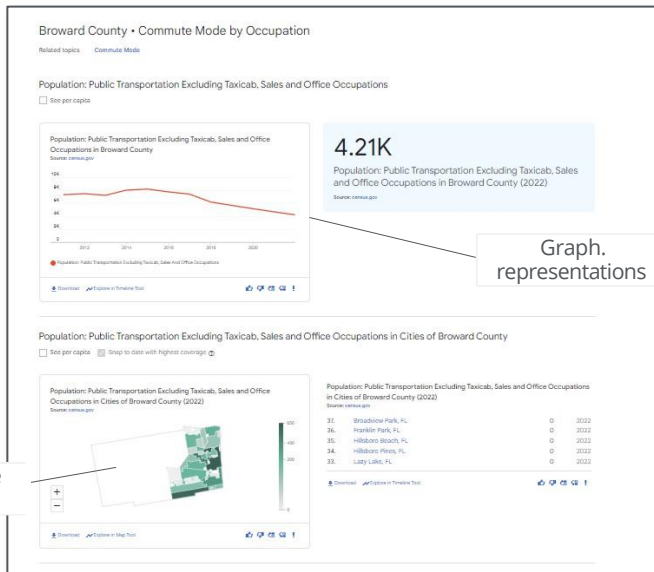 Broward County • Commute Mode by Occupation
Related topics Commute Mode
Population: Public Transportation Excluding Taxicab, Sales and Office Occupations
See per capita
Population: Public Transportation Excluding Taxicab, Sales and Office
Occupations in Broward County
Source: census.gov
10K
8K
6K
4K
2K
2012 2014 2016 2018 2020
Population: Public Transportation Excluding Taxicab, Sales And Office Occupations
Download Explore in Timeline Tool
4.21K
Population: Public Transportation Excluding Taxicab, Sales
and Office Occupations in Broward County (2022)
Source: census.gov
Graph.
representations
Population: Public Transportation Excluding Taxicab, Sales and Office Occupations in Cities of Broward County
See per capita Snap to date with highest coverage
Population: Public Transportation Excluding Taxicab, Sales and Office
Occupations in Cities of Broward County (2022)
Source: census.gov
400
200
0
+
−
Download Explore in Map Tool
Population: Public Transportation Excluding Taxicab, Sales and Office Occupations
in Cities of Broward County (2022)
Source: census.gov
37. Broadview Park, FL 0 2022
36. Franklin Park, FL 0 2022
35. Hillsboro Beach, FL 0 2022
34. Hillsboro Pines, FL 0 2022
33. Lazy Lake, FL 0 2022
Download Explore in Timeline Tool